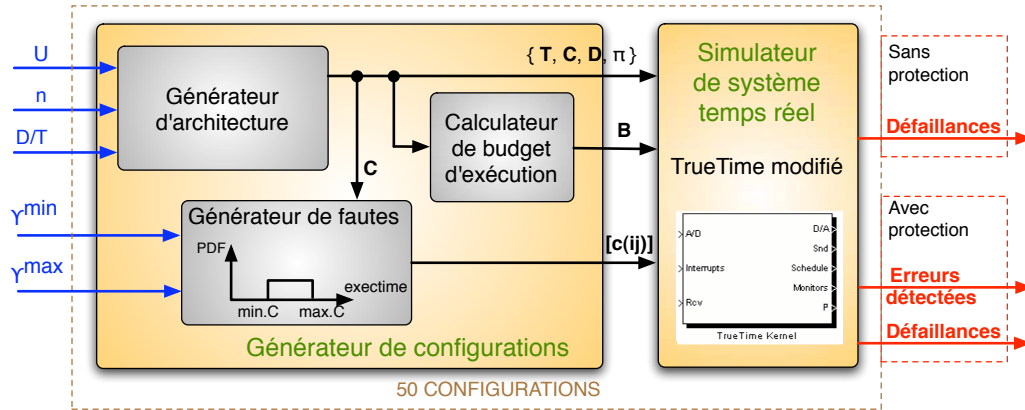 U
n
D/T
γmin
γmax
Générateur
d'architecture
{ T, C, D, π }
Calculateur
de budget
d'exécution
B
C
Générateur de fautes
PDF
exectime
min.C
max.C
[c(ij)]
Générateur de configurations
Simulateur
de système
temps réel
TrueTime modifié
A/D
Interrupts
Rcv
D/A
Snd
Schedule
Monitors
P
TrueTime Kernel
Sans
protection
Défaillances
Avec
protection
Erreurs
détectées
Défaillances
50 CONFIGURATIONS